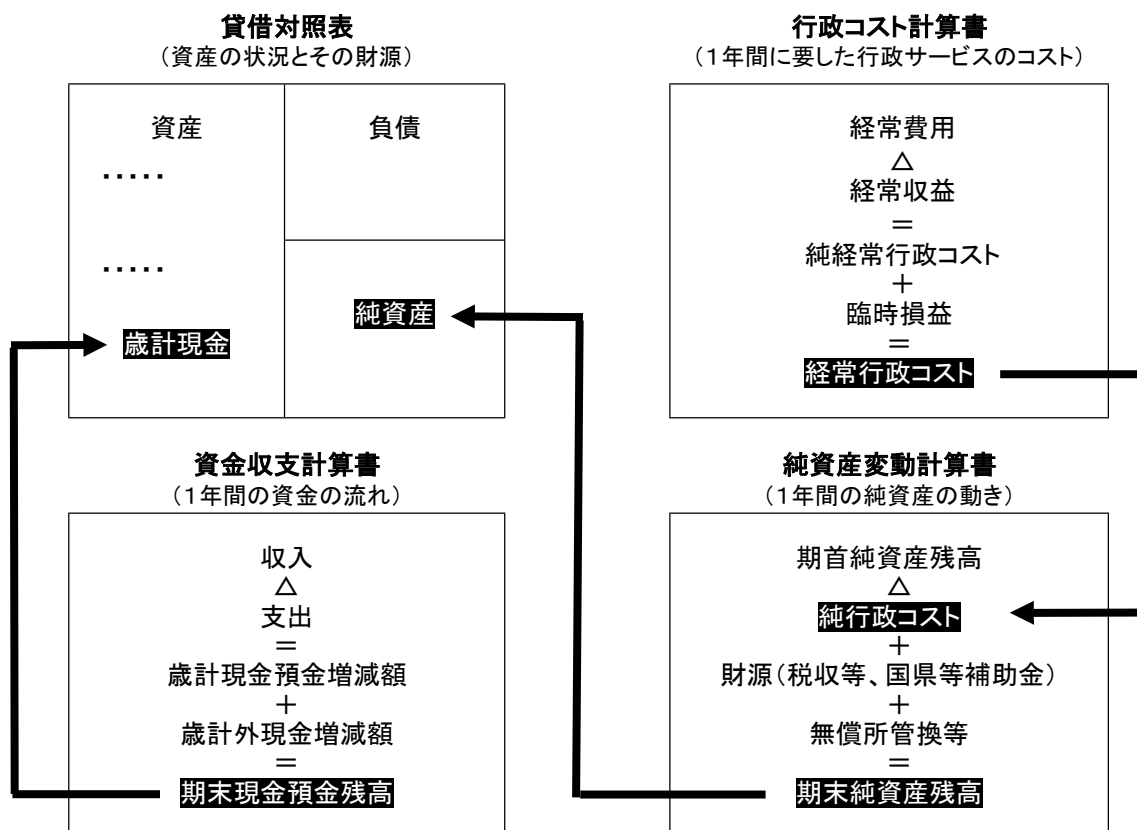 貸借対照表
(資産の状況とその財源)
資産
負債
・・・・・
・・・・・
純資産
歳計現金
行政コスト計算書
(1年間に要した行政サービスのコスト)
経常費用
△
経常収益
=
純経常行政コスト
+
臨時損益
=
経常行政コスト
資金収支計算書
(1年間の資金の流れ)
収入
△
支出
=
歳計現金預金増減額
+
歳計外現金増減額
=
期末現金預金残高
純資産変動計算書
(1年間の純資産の動き)
期首純資産残高
△
純行政コスト
+
財源(税収等、国県等補助金)
+
無償所管換等
=
期末純資産残高